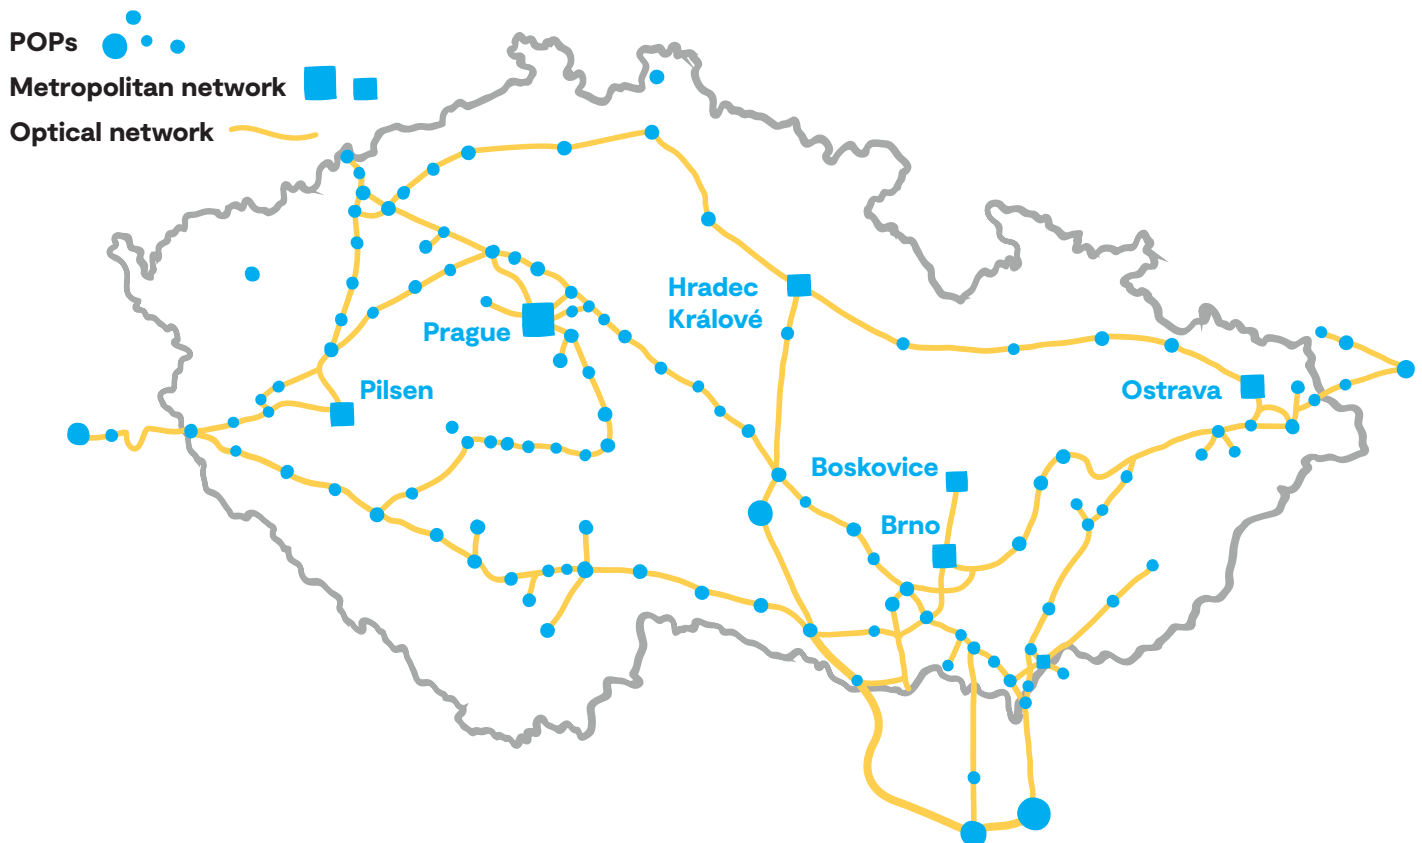 POPs
Metropolitan network
Optical network
Hradec
Králové
Prague
Pilsen
Ostrava
Boskovice
Brno